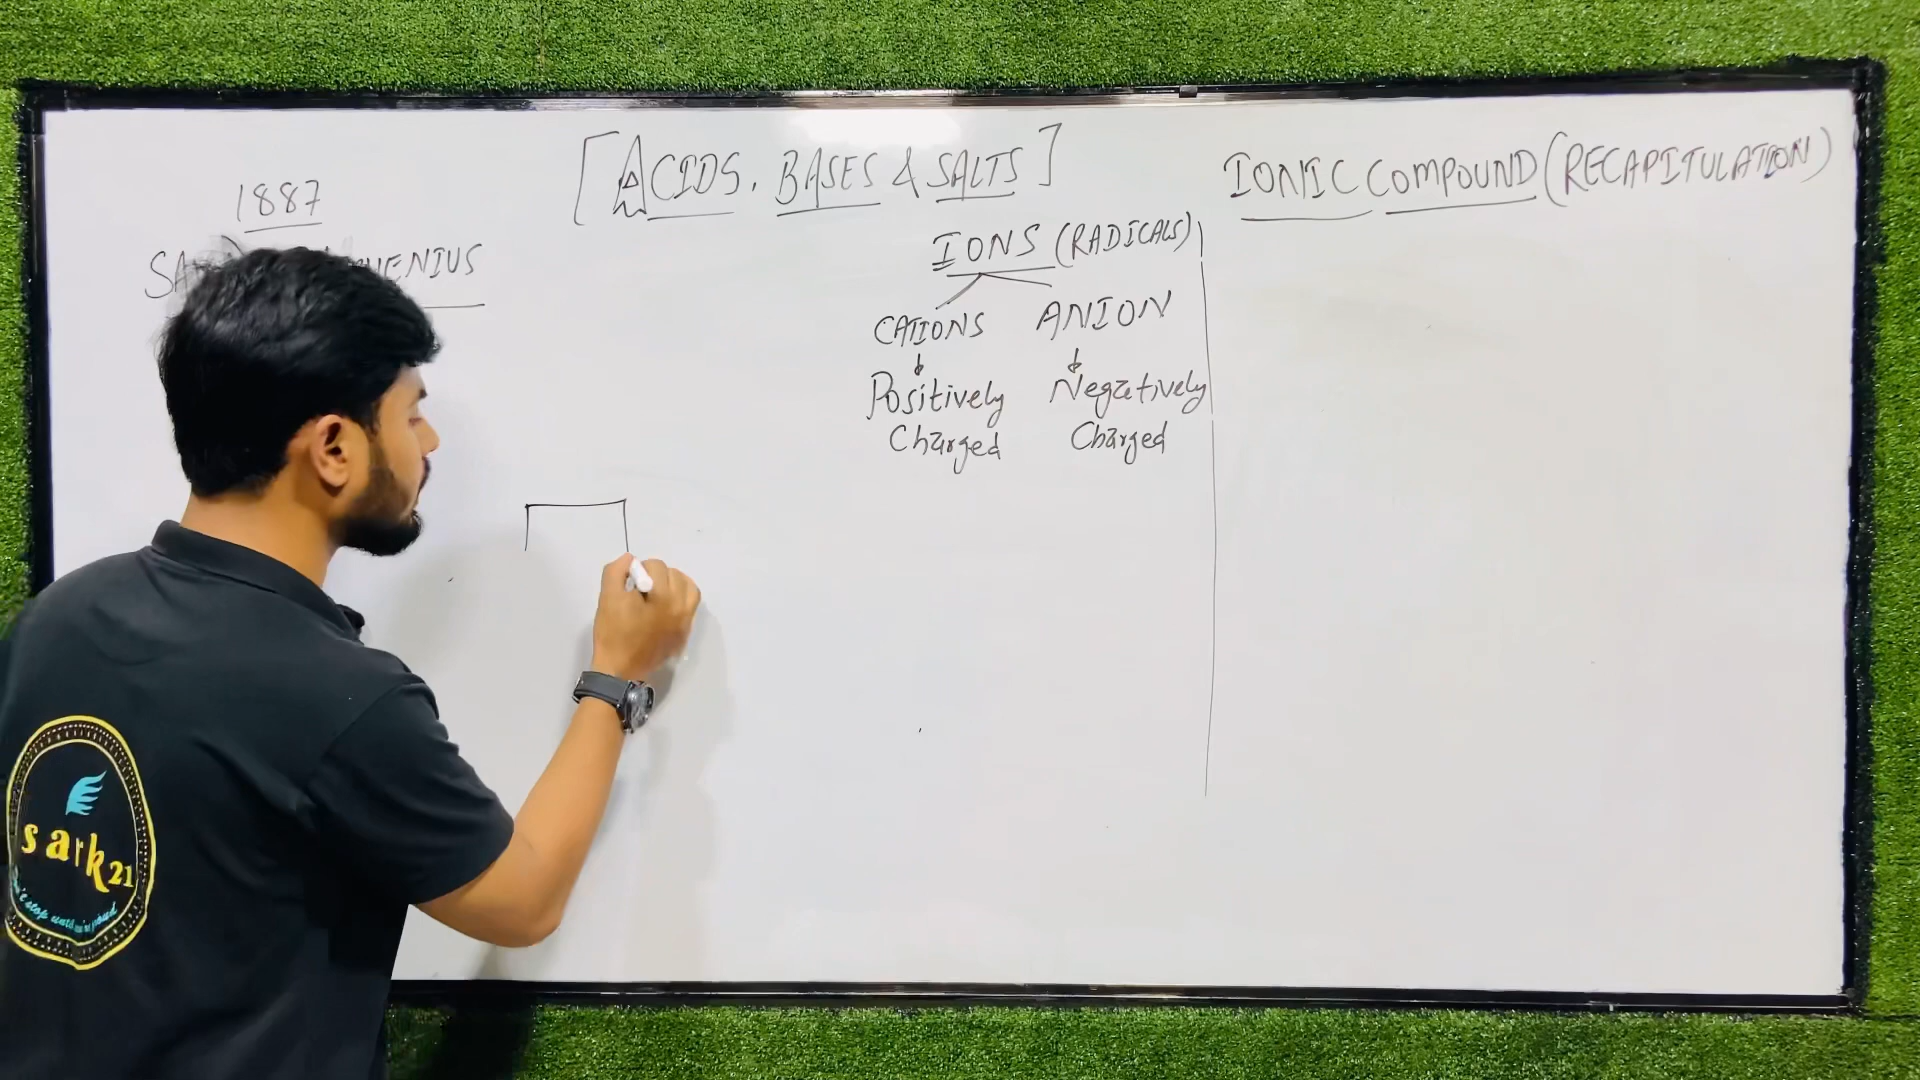 [ACIDS, BASES & SALTS]
IONIC COMPOUND (RECAPITULATION)
1887
IONS (RADICALS)
CATIONS ANION
Positively Negatively
Charged Charged
sark21